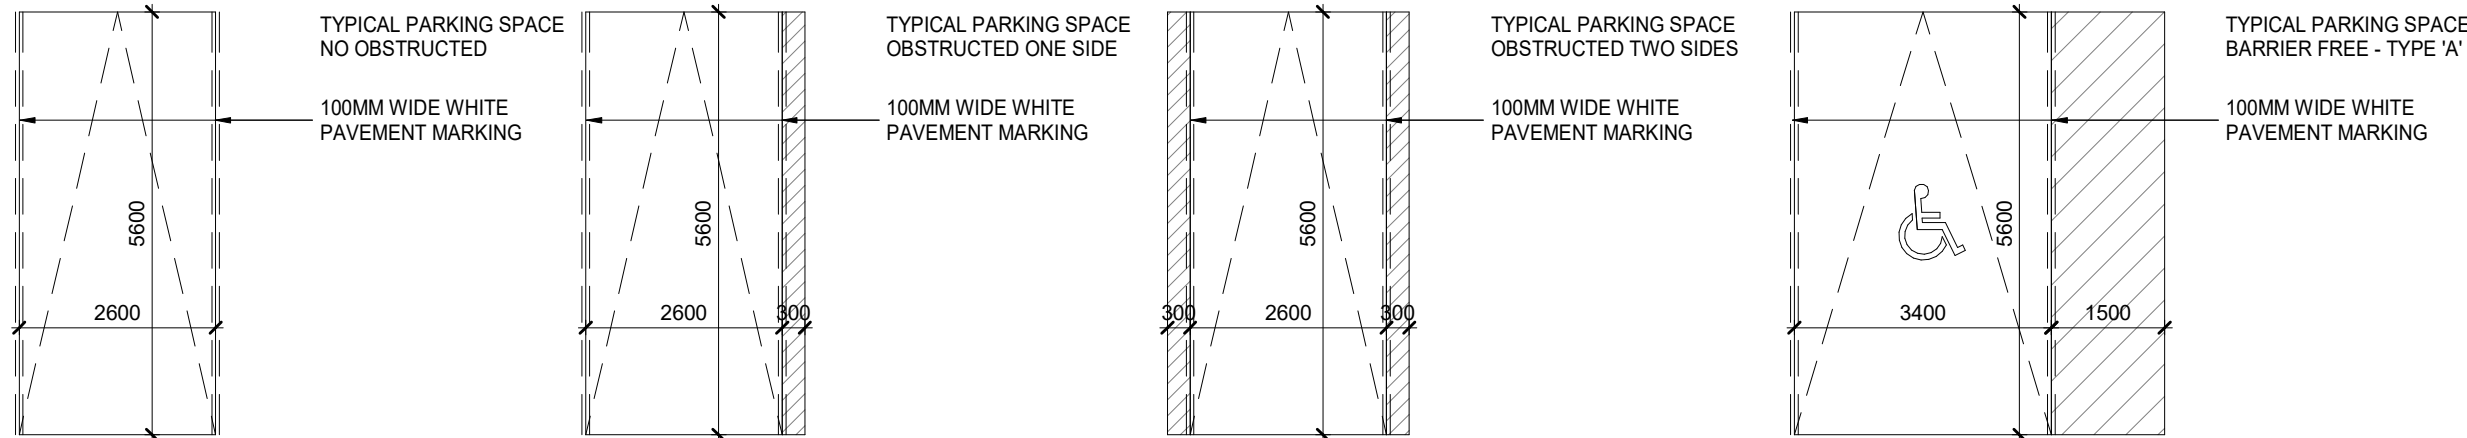 TYPICAL PARKING SPACE
NO OBSTRUCTED
100MM WIDE WHITE
PAVEMENT MARKING
5600
2600
TYPICAL PARKING SPACE
OBSTRUCTED ONE SIDE
100MM WIDE WHITE
PAVEMENT MARKING
5600
2600
300
TYPICAL PARKING SPACE
OBSTRUCTED TWO SIDES
100MM WIDE WHITE
PAVEMENT MARKING
5600
300
2600
300
TYPICAL PARKING SPACE
BARRIER FREE - TYPE 'A'
100MM WIDE WHITE
PAVEMENT MARKING
5600
3400
1500